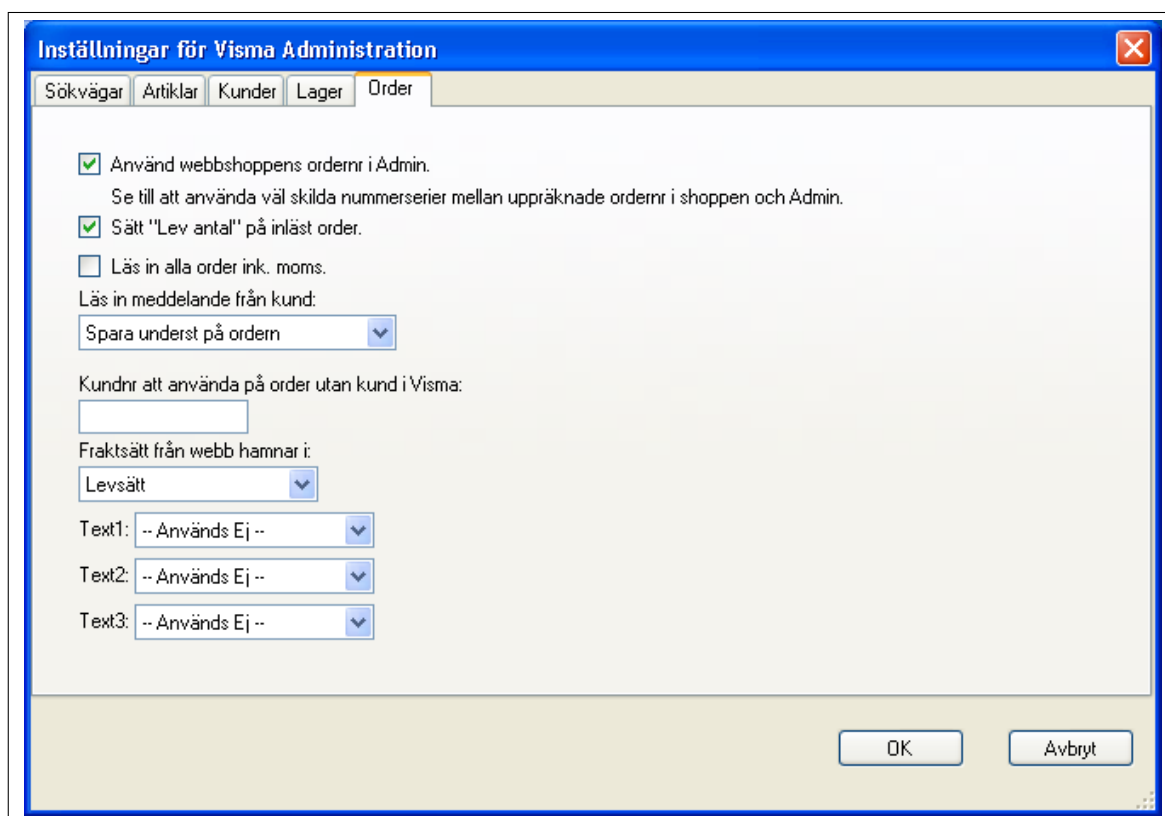 Inställningar för Visma Administration
Sökvägar Artiklar Kunder Lager Order
Använd webbshoppens ordernr i Admin.
Se till att använda väl skilda nummerserier mellan uppräknade ordernr i shoppen och Admin.
Sätt "Lev antal" på inläst order.
Läs in alla order ink. moms.
Läs in meddelande från kund:
Spara underst på ordern
Kundnr att använda på order utan kund i Visma:
Fraktsätt från webb hamnar i:
Levsätt
Text1: -- Används Ej --
Text2: -- Används Ej --
Text3: -- Används Ej --
OK Avbryt